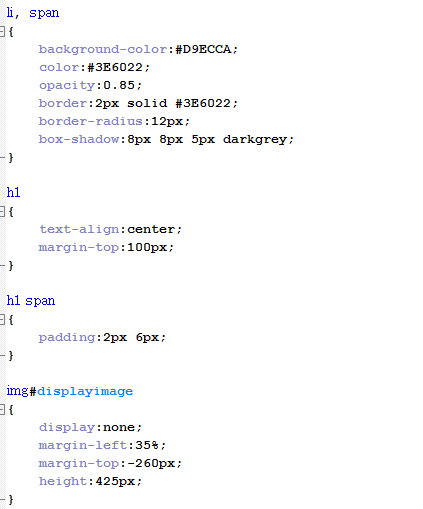 li, span
{
background-color:#D9ECCA;
color:#3E6022;
opacity:0.85;
border:2px solid #3E6022;
border-radius:12px;
box-shadow:8px 8px 5px darkgrey;
}
h1
{
text-align:center;
margin-top:100px;
}
h1 span
{
padding:2px 6px;
}
img#displayimage
{
display:none;
margin-left:35%;
margin-top:-260px;
height:425px;
}